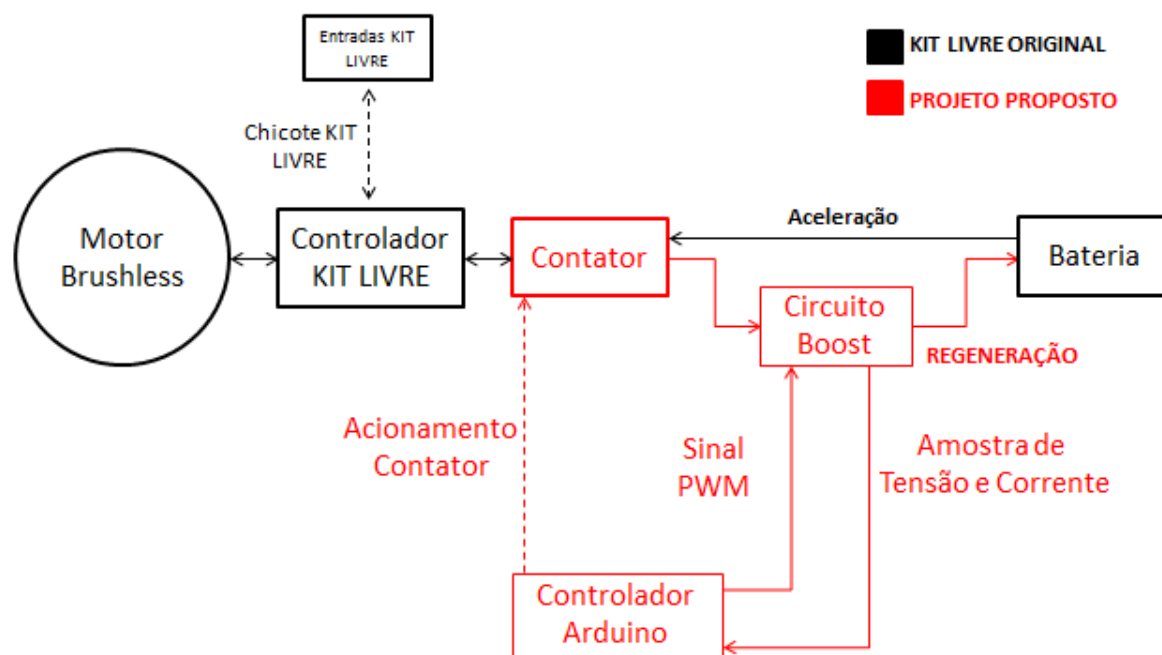 Entradas KIT
LIVRE
KIT LIVRE ORIGINAL
PROJETO PROPOSTO
Chicote KIT
LIVRE
Motor
Brushless
Controlador
KIT LIVRE
Contator
Aceleração
Bateria
Circuito
Boost
REGENERAÇÃO
Acionamento
Contator
Sinal
PWM
Amostra de
Tensão e Corrente
Controlador
Arduino